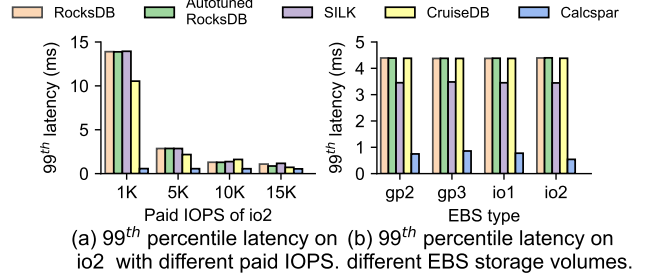 RocksDB
Autotuned
RocksDB
SILK
CruiseDB
Calcspar
99th latency (ms)
15
10
5
0
1K 5K 10K 15K
Paid IOPS of io2
99th latency (ms)
5
4
3
2
1
0
gp2 gp3 io1 io2
EBS type
(a) 99th percentile latency on
io2 with different paid IOPS.
(b) 99th percentile latency on
different EBS storage volumes.